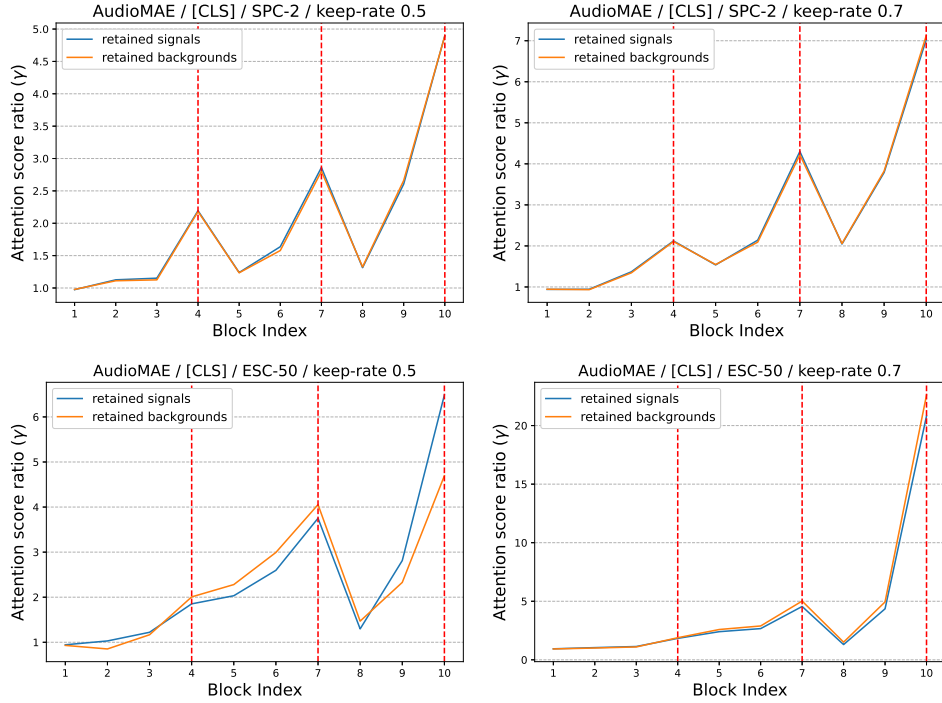 AudioMAE / [CLS] / SPC-2 / keep-rate 0.5
retained signals
retained backgrounds
Attention score ratio (γ)
5.0
4.5
4.0
3.5
3.0
2.5
2.0
1.5
1.0
1 2 3 4 5 6 7 8 9 10
Block Index
AudioMAE / [CLS] / SPC-2 / keep-rate 0.7
retained signals
retained backgrounds
Attention score ratio (γ)
7
6
5
4
3
2
1
1 2 3 4 5 6 7 8 9 10
Block Index
AudioMAE / [CLS] / ESC-50 / keep-rate 0.5
retained signals
retained backgrounds
Attention score ratio (γ)
6
5
4
3
2
1
1 2 3 4 5 6 7 8 9 10
Block Index
AudioMAE / [CLS] / ESC-50 / keep-rate 0.7
retained signals
retained backgrounds
Attention score ratio (γ)
20
15
10
5
0
1 2 3 4 5 6 7 8 9 10
Block Index